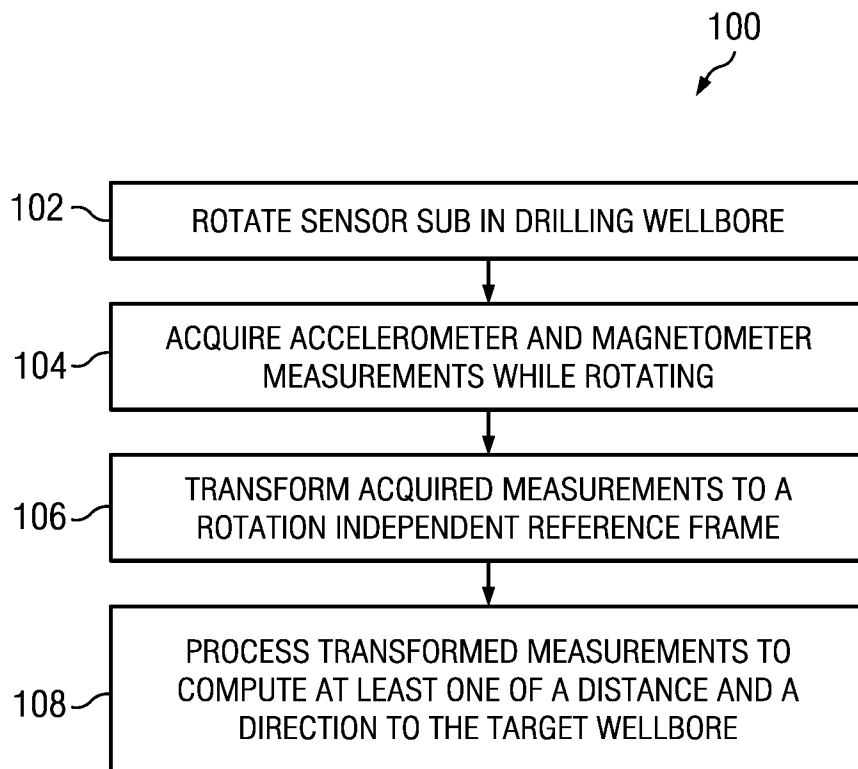 100
102
ROTATE SENSOR SUB IN DRILLING WELLBORE
104
ACQUIRE ACCELEROMETER AND MAGNETOMETER
MEASUREMENTS WHILE ROTATING
106
TRANSFORM ACQUIRED MEASUREMENTS TO A
ROTATION INDEPENDENT REFERENCE FRAME
108
PROCESS TRANSFORMED MEASUREMENTS TO
COMPUTE AT LEAST ONE OF A DISTANCE AND A
DIRECTION TO THE TARGET WELLBORE